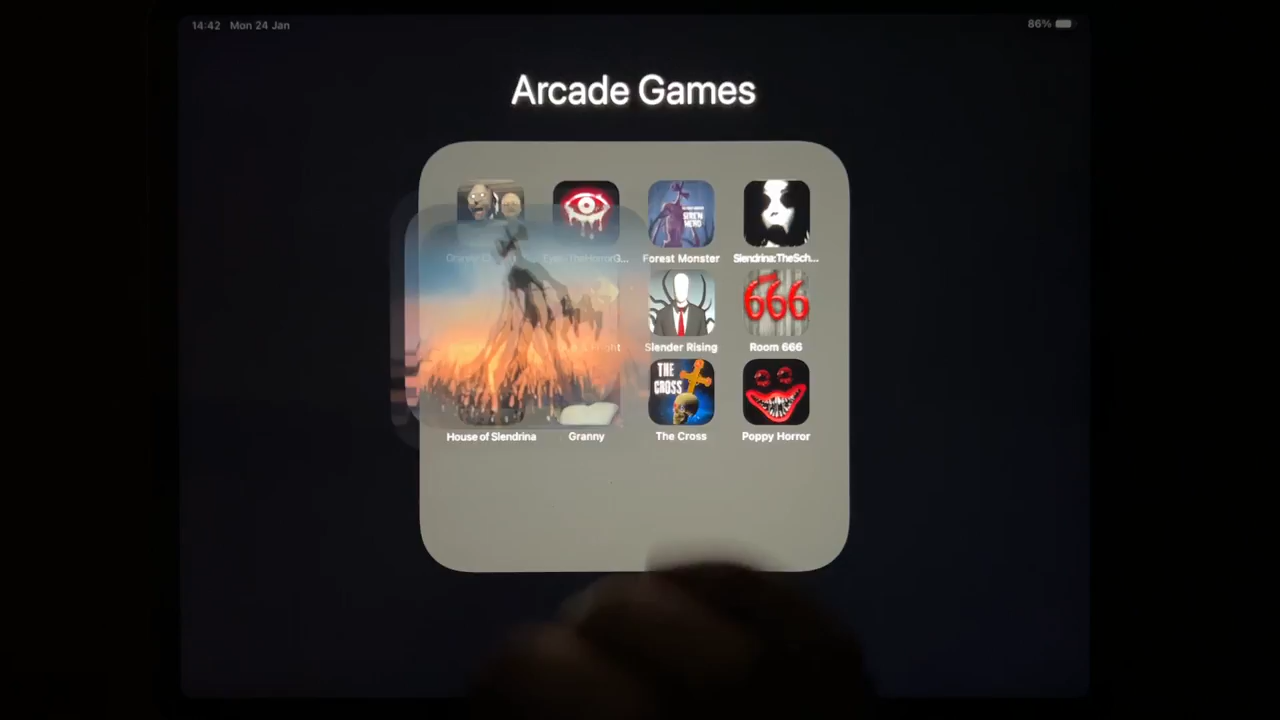 14:42 Mon 24 Jan
86%
Arcade Games
SIREN
HEAD
Forest Monster
Slendrina:TheSch...
666
Slender Rising
Room 666
THE
CROSS
House of Slendrina
Granny
The Cross
Poppy Horror